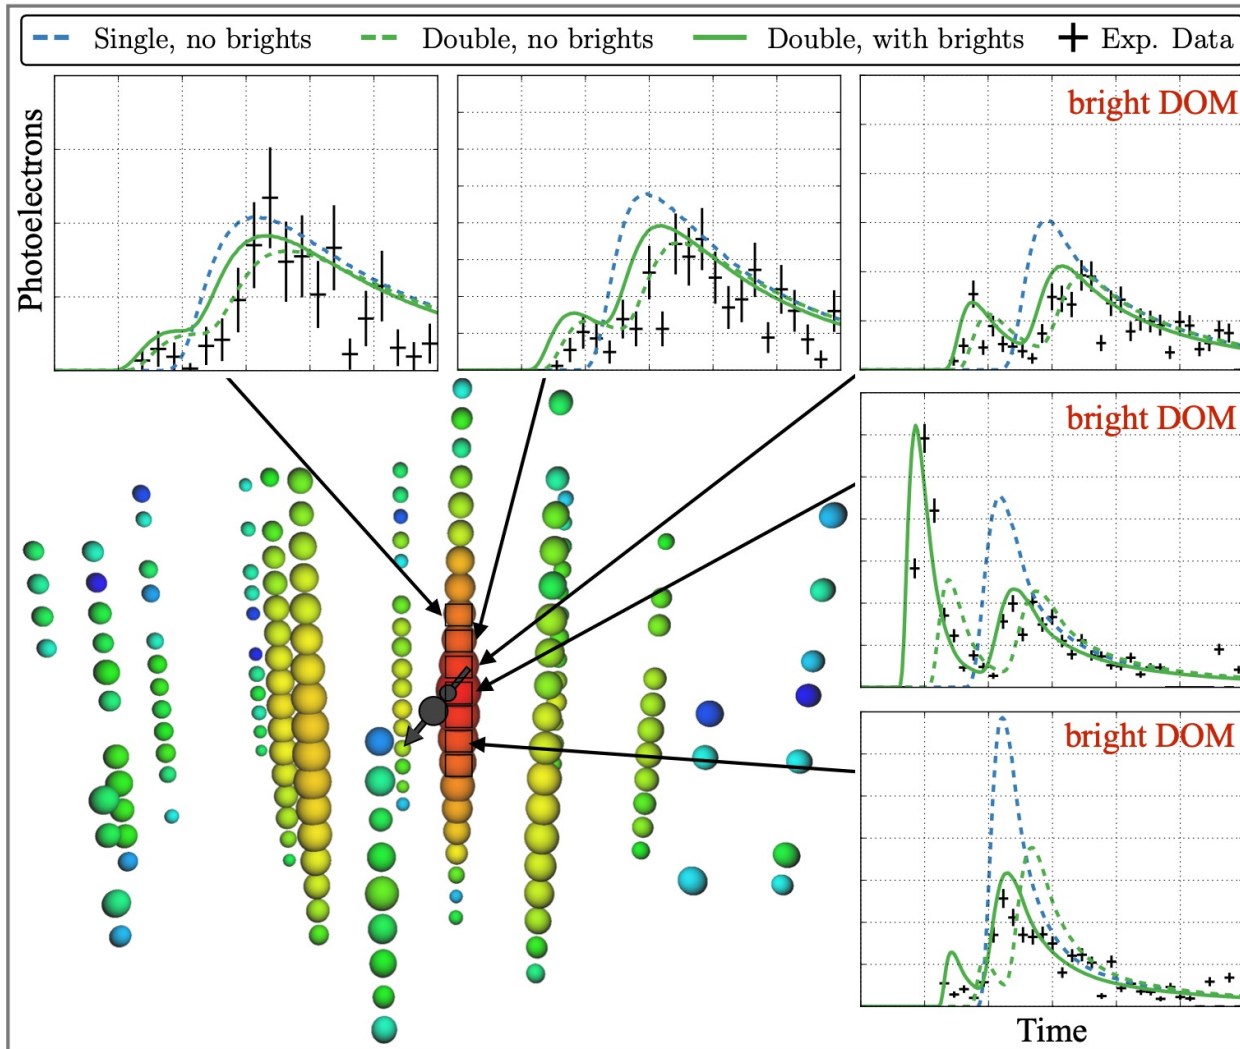 Single, no brights Double, no brights Double, with brights Exp. Data
Photoelectrons
bright DOM
bright DOM
bright DOM
Time